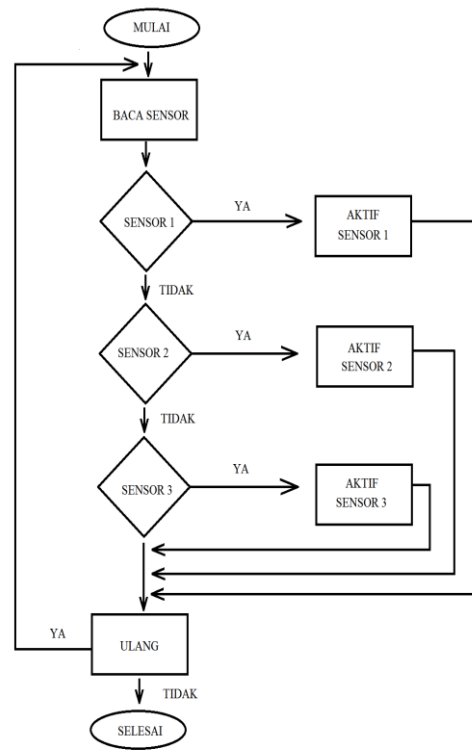 MULAI
BACA SENSOR
SENSOR 1
YA
AKTIF
SENSOR 1
TIDAK
SENSOR 2
YA
AKTIF
SENSOR 2
TIDAK
SENSOR 3
YA
AKTIF
SENSOR 3
YA
ULANG
TIDAK
SELESAI